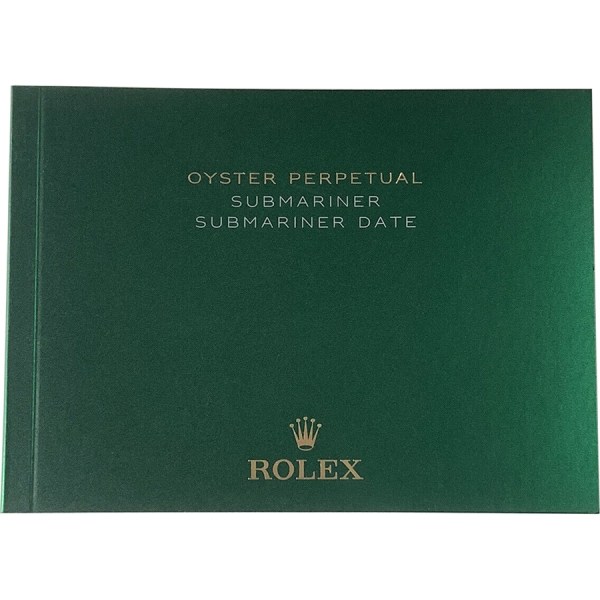 OYSTER PERPETUAL
SUBMARINER
SUBMARINER DATE
ROLEX